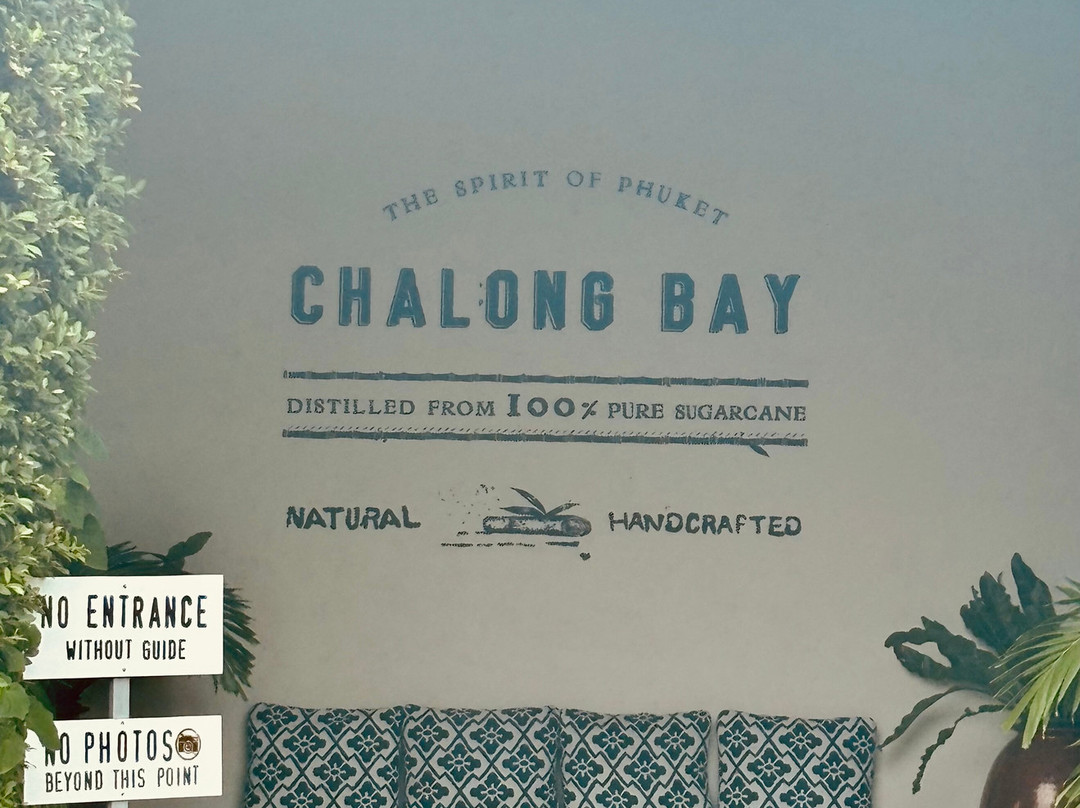 THE SPIRIT OF PHUKET
CHALONG BAY
DISTILLED FROM 100% PURE SUGARCANE
NATURAL HANDCRAFTED
NO ENTRANCE
WITHOUT GUIDE
NO PHOTOS
BEYOND THIS POINT